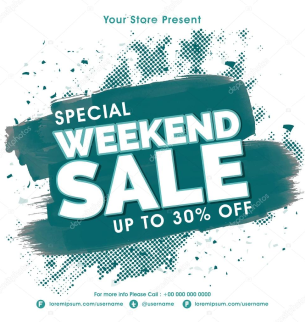 Your Store Present
SPECIAL
WEEKEND
SALE
UP TO 30% OFF
For more info Please Call : +00 000 000 0000
loremipsum.com/username @username loremipsum.com/username